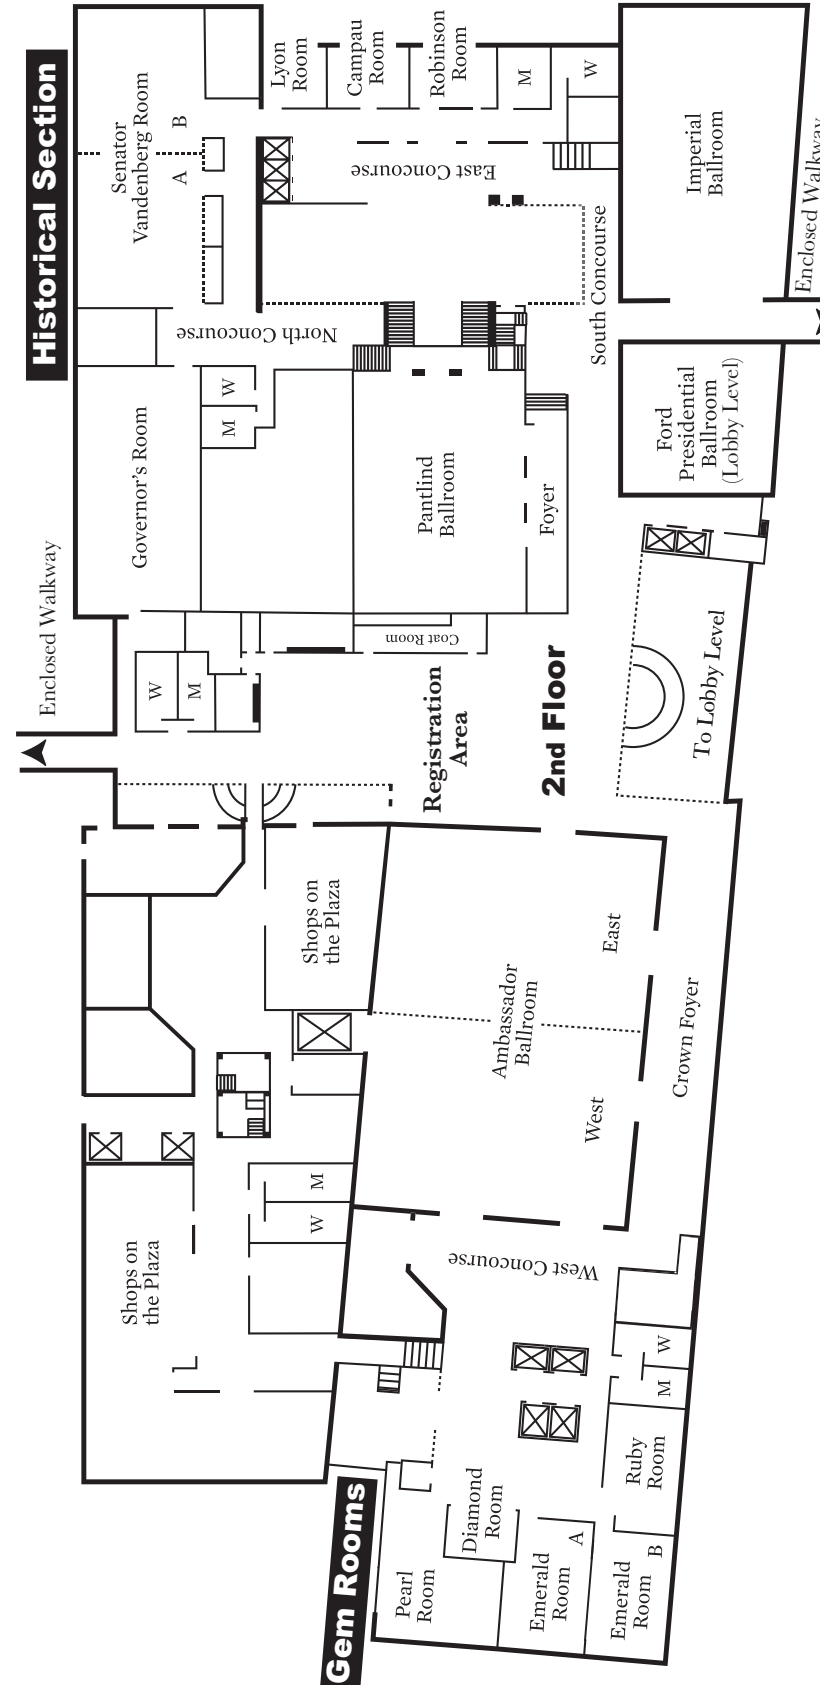 Historical Section
Senator
Vandenberg Room
A
B
Lyon
Room
Campau
Room
Robinson
Room
M
W
East Concourse
Imperial
Ballroom
Enclosed Walkway
North Concourse
South Concourse
Governor's Room
M
W
Pantlind
Ballroom
Foyer
Ford
Presidential
Ballroom
(Lobby Level)
Enclosed Walkway
W
M
Coat Room
Registration
Area
2nd Floor
To Lobby Level
Shops on
the Plaza
Ambassador
Ballroom
East
West
Crown Foyer
Shops on
the Plaza
W
M
West Concourse
M
W
Ruby
Room
Diamond
Room
Pearl
Room
Emerald
Room
A
Emerald
Room
B
Gem Rooms